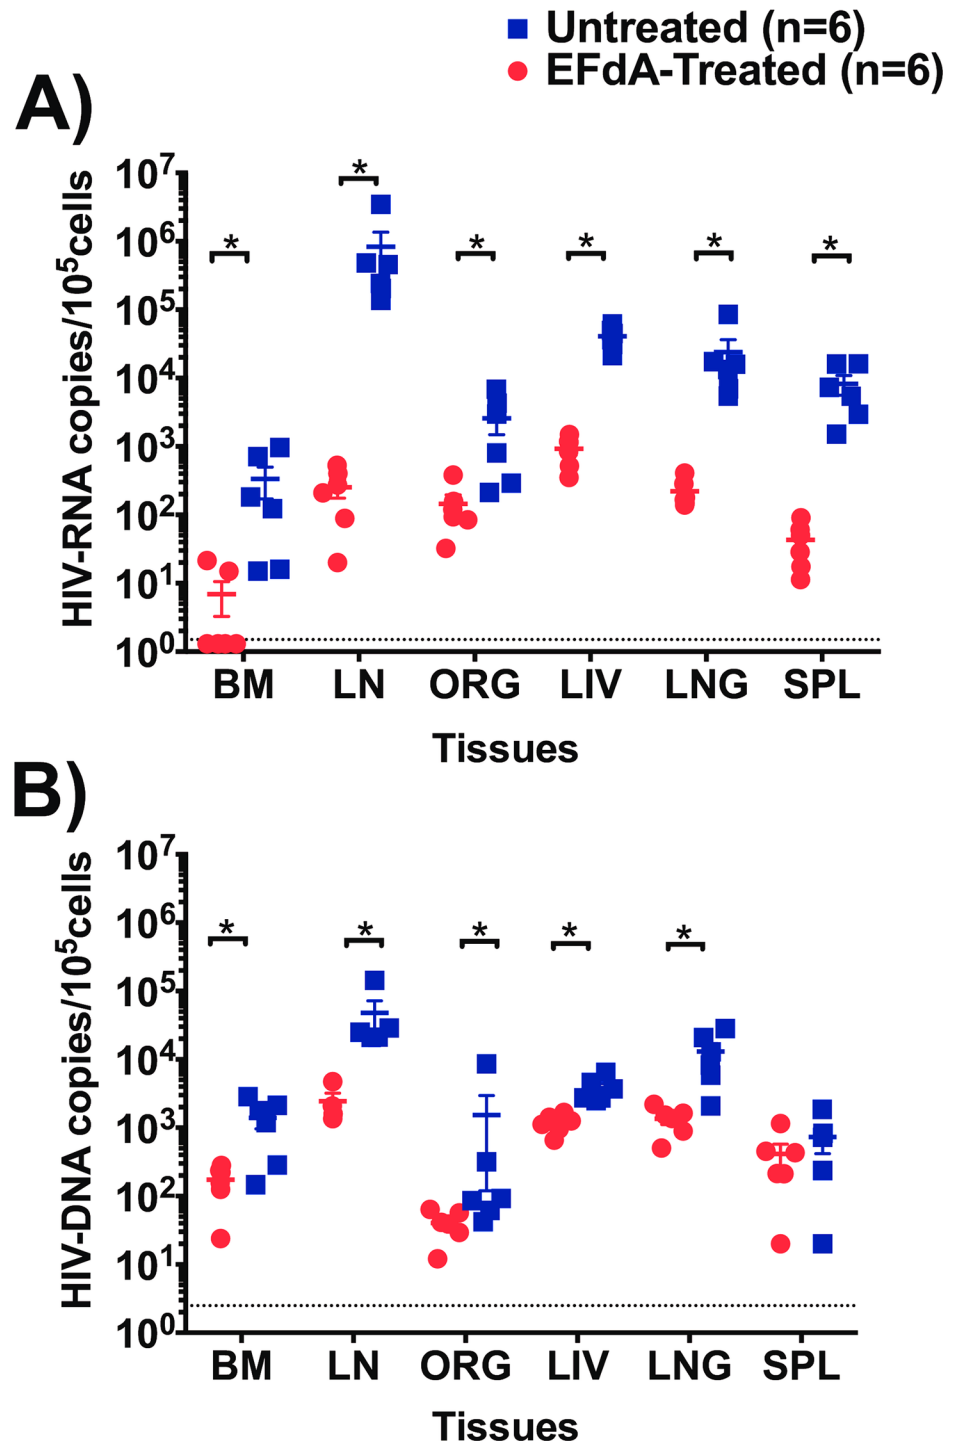 Untreated (n=6)
EFdA-Treated (n=6)
A)
HIV-RNA copies/10⁵cells
10⁷
10⁶
10⁵
10⁴
10³
10²
10¹
10⁰
* * * * * *
BM LN ORG LIV LNG SPL
Tissues
B)
HIV-DNA copies/10⁵cells
10⁷
10⁶
10⁵
10⁴
10³
10²
10¹
10⁰
* * * * *
BM LN ORG LIV LNG SPL
Tissues